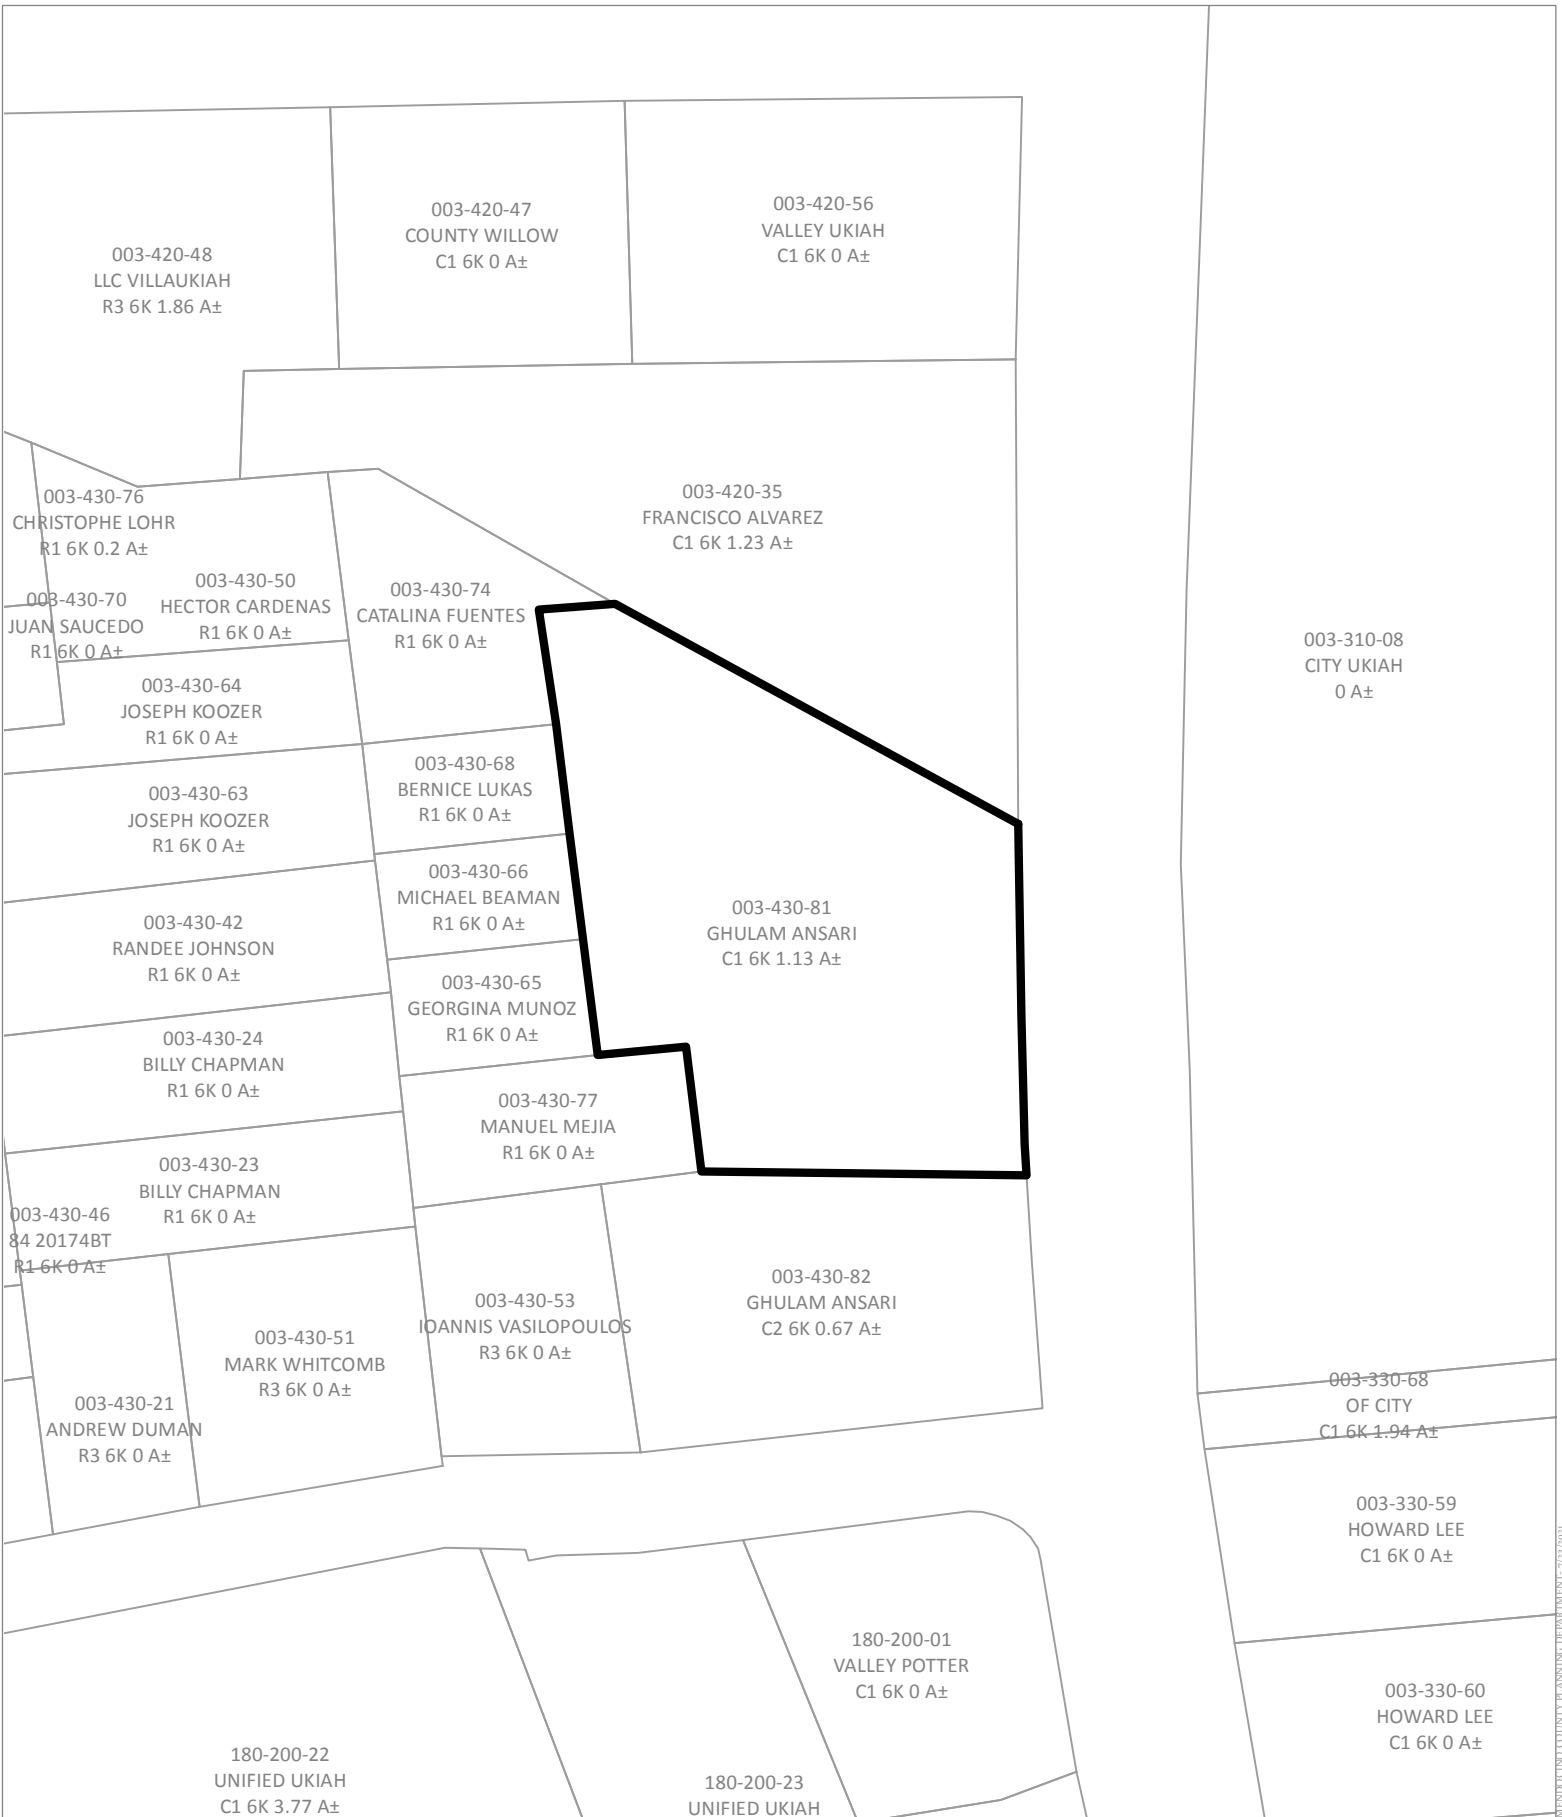 003-420-56
VALLEY UKIAH
C1 6K 0 A±
003-420-47
COUNTY WILLOW
C1 6K 0 A±
003-420-48
LLC VILLAUKIAH
R3 6K 1.86 A±
003-420-35
FRANCISCO ALVAREZ
C1 6K 1.23 A±
003-430-76
CHRISTOPHE LOHR
R1 6K 0.2 A±
003-430-50
HECTOR CARDENAS
R1 6K 0 A±
003-430-74
CATALINA FUENTES
R1 6K 0 A±
003-430-70
JUAN SAUCEDO
R1 6K 0 A±
003-310-08
CITY UKIAH
0 A±
003-430-64
JOSEPH KOOZER
R1 6K 0 A±
003-430-68
BERNICE LUKAS
R1 6K 0 A±
003-430-63
JOSEPH KOOZER
R1 6K 0 A±
003-430-66
MICHAEL BEAMAN
R1 6K 0 A±
003-430-81
GHULAM ANSARI
C1 6K 1.13 A±
003-430-42
RANDEE JOHNSON
R1 6K 0 A±
003-430-65
GEORGINA MUNOZ
R1 6K 0 A±
003-430-24
BILLY CHAPMAN
R1 6K 0 A±
003-430-77
MANUEL MEJIA
R1 6K 0 A±
003-430-23
BILLY CHAPMAN
R1 6K 0 A±
003-430-46
84 20174BT
R1 6K 0 A±
003-430-82
GHULAM ANSARI
C2 6K 0.67 A±
003-430-53
IOANNIS VASILOPOULOS
R3 6K 0 A±
003-430-51
MARK WHITCOMB
R3 6K 0 A±
003-430-21
ANDREW DUMAN
R3 6K 0 A±
003-330-68
OF CITY
C1 6K 1.94 A±
003-330-59
HOWARD LEE
C1 6K 0 A±
180-200-01
VALLEY POTTER
C1 6K 0 A±
003-330-60
HOWARD LEE
C1 6K 0 A±
180-200-22
UNIFIED UKIAH
C1 6K 3.77 A±
180-200-23
UNIFIED UKIAH
MENDOCINO COUNTY PLANNING DEPARTMENT-